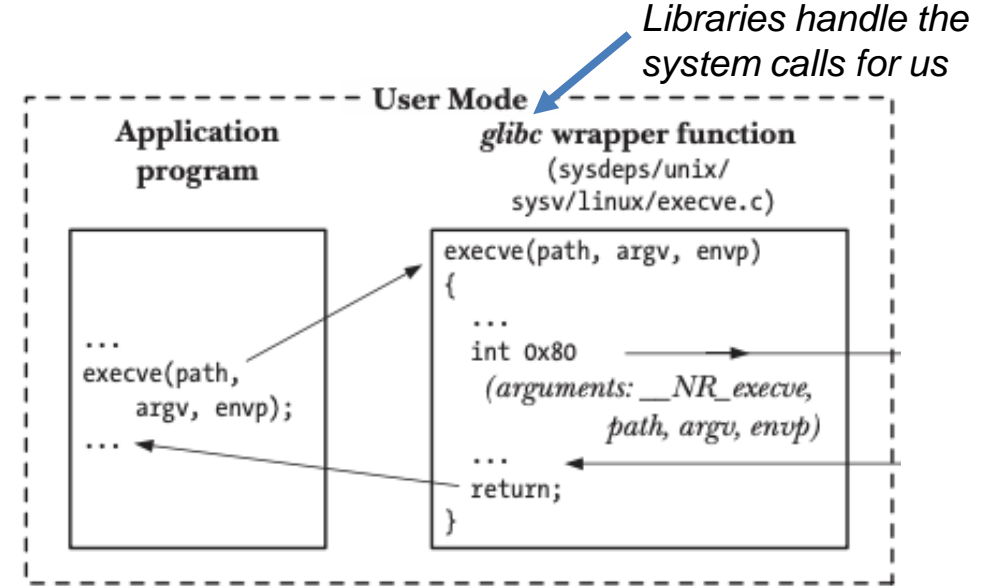 Libraries handle the
system calls for us
User Mode
Application
program
glibc wrapper function
(sysdeps/unix/
sysv/linux/execve.c)
...
execve(path,
argv, envp);
...
execve(path, argv, envp)
{
...
int 0x80
(arguments: __NR_execve,
path, argv, envp)
...
return;
}